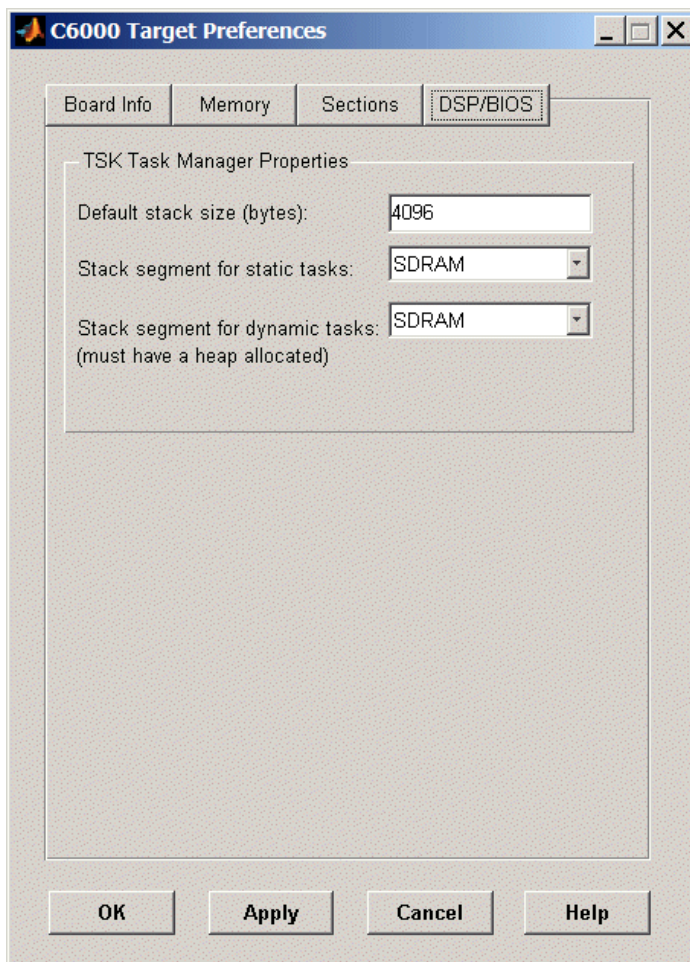 C6000 Target Preferences
Board Info Memory Sections DSP/BIOS
TSK Task Manager Properties
Default stack size (bytes): 4096
Stack segment for static tasks: SDRAM
Stack segment for dynamic tasks: SDRAM
(must have a heap allocated)
OK Apply Cancel Help